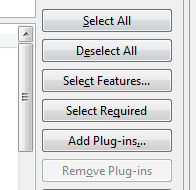 Select All
Deselect All
Select Features...
Select Required
Add Plug-ins...
Remove Plug-ins